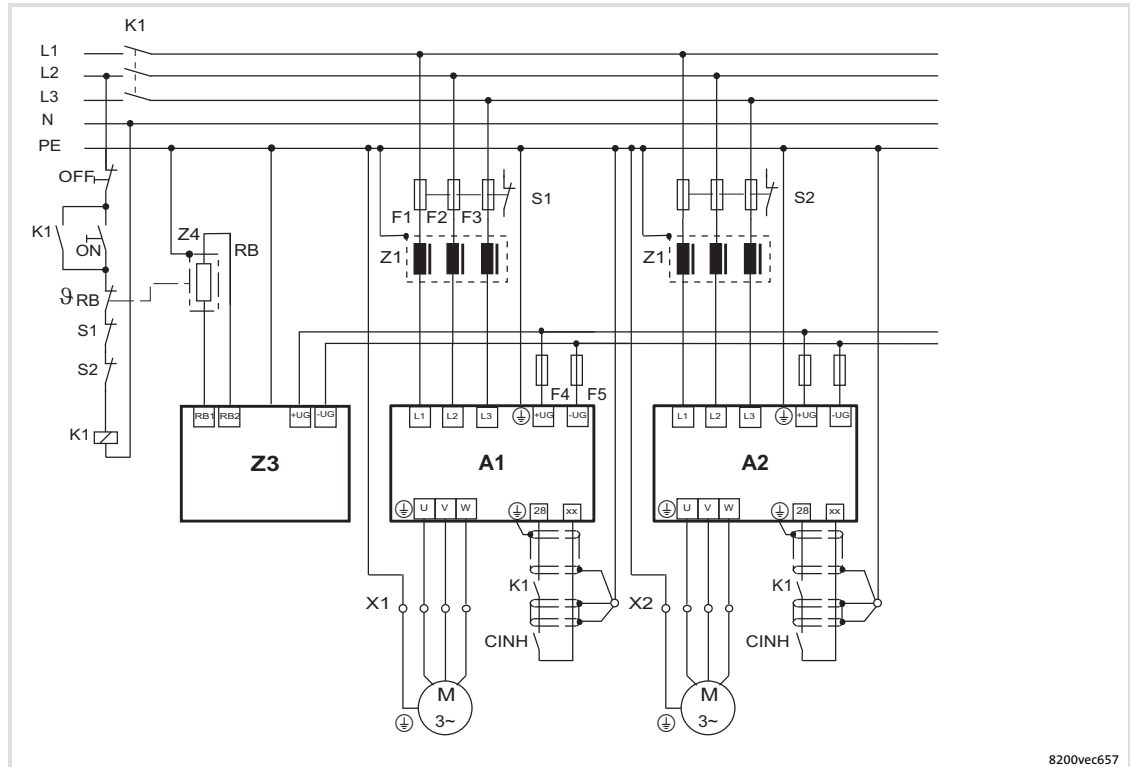 K1
L1
L2
L3
N
PE
OFF
K1
ON
Z4
RB
ϑ RB
S1
S2
K1
F1 F2 F3
S1
Z1
S2
Z1
F4 F5
RB1 RB2 +UG -UG
Z3
L1 L2 L3 +UG -UG
A1
U V W 28 xx
L1 L2 L3 +UG -UG
A2
U V W 28 xx
X1
K1
CINH
X2
K1
CINH
M
3~
M
3~
8200vec657